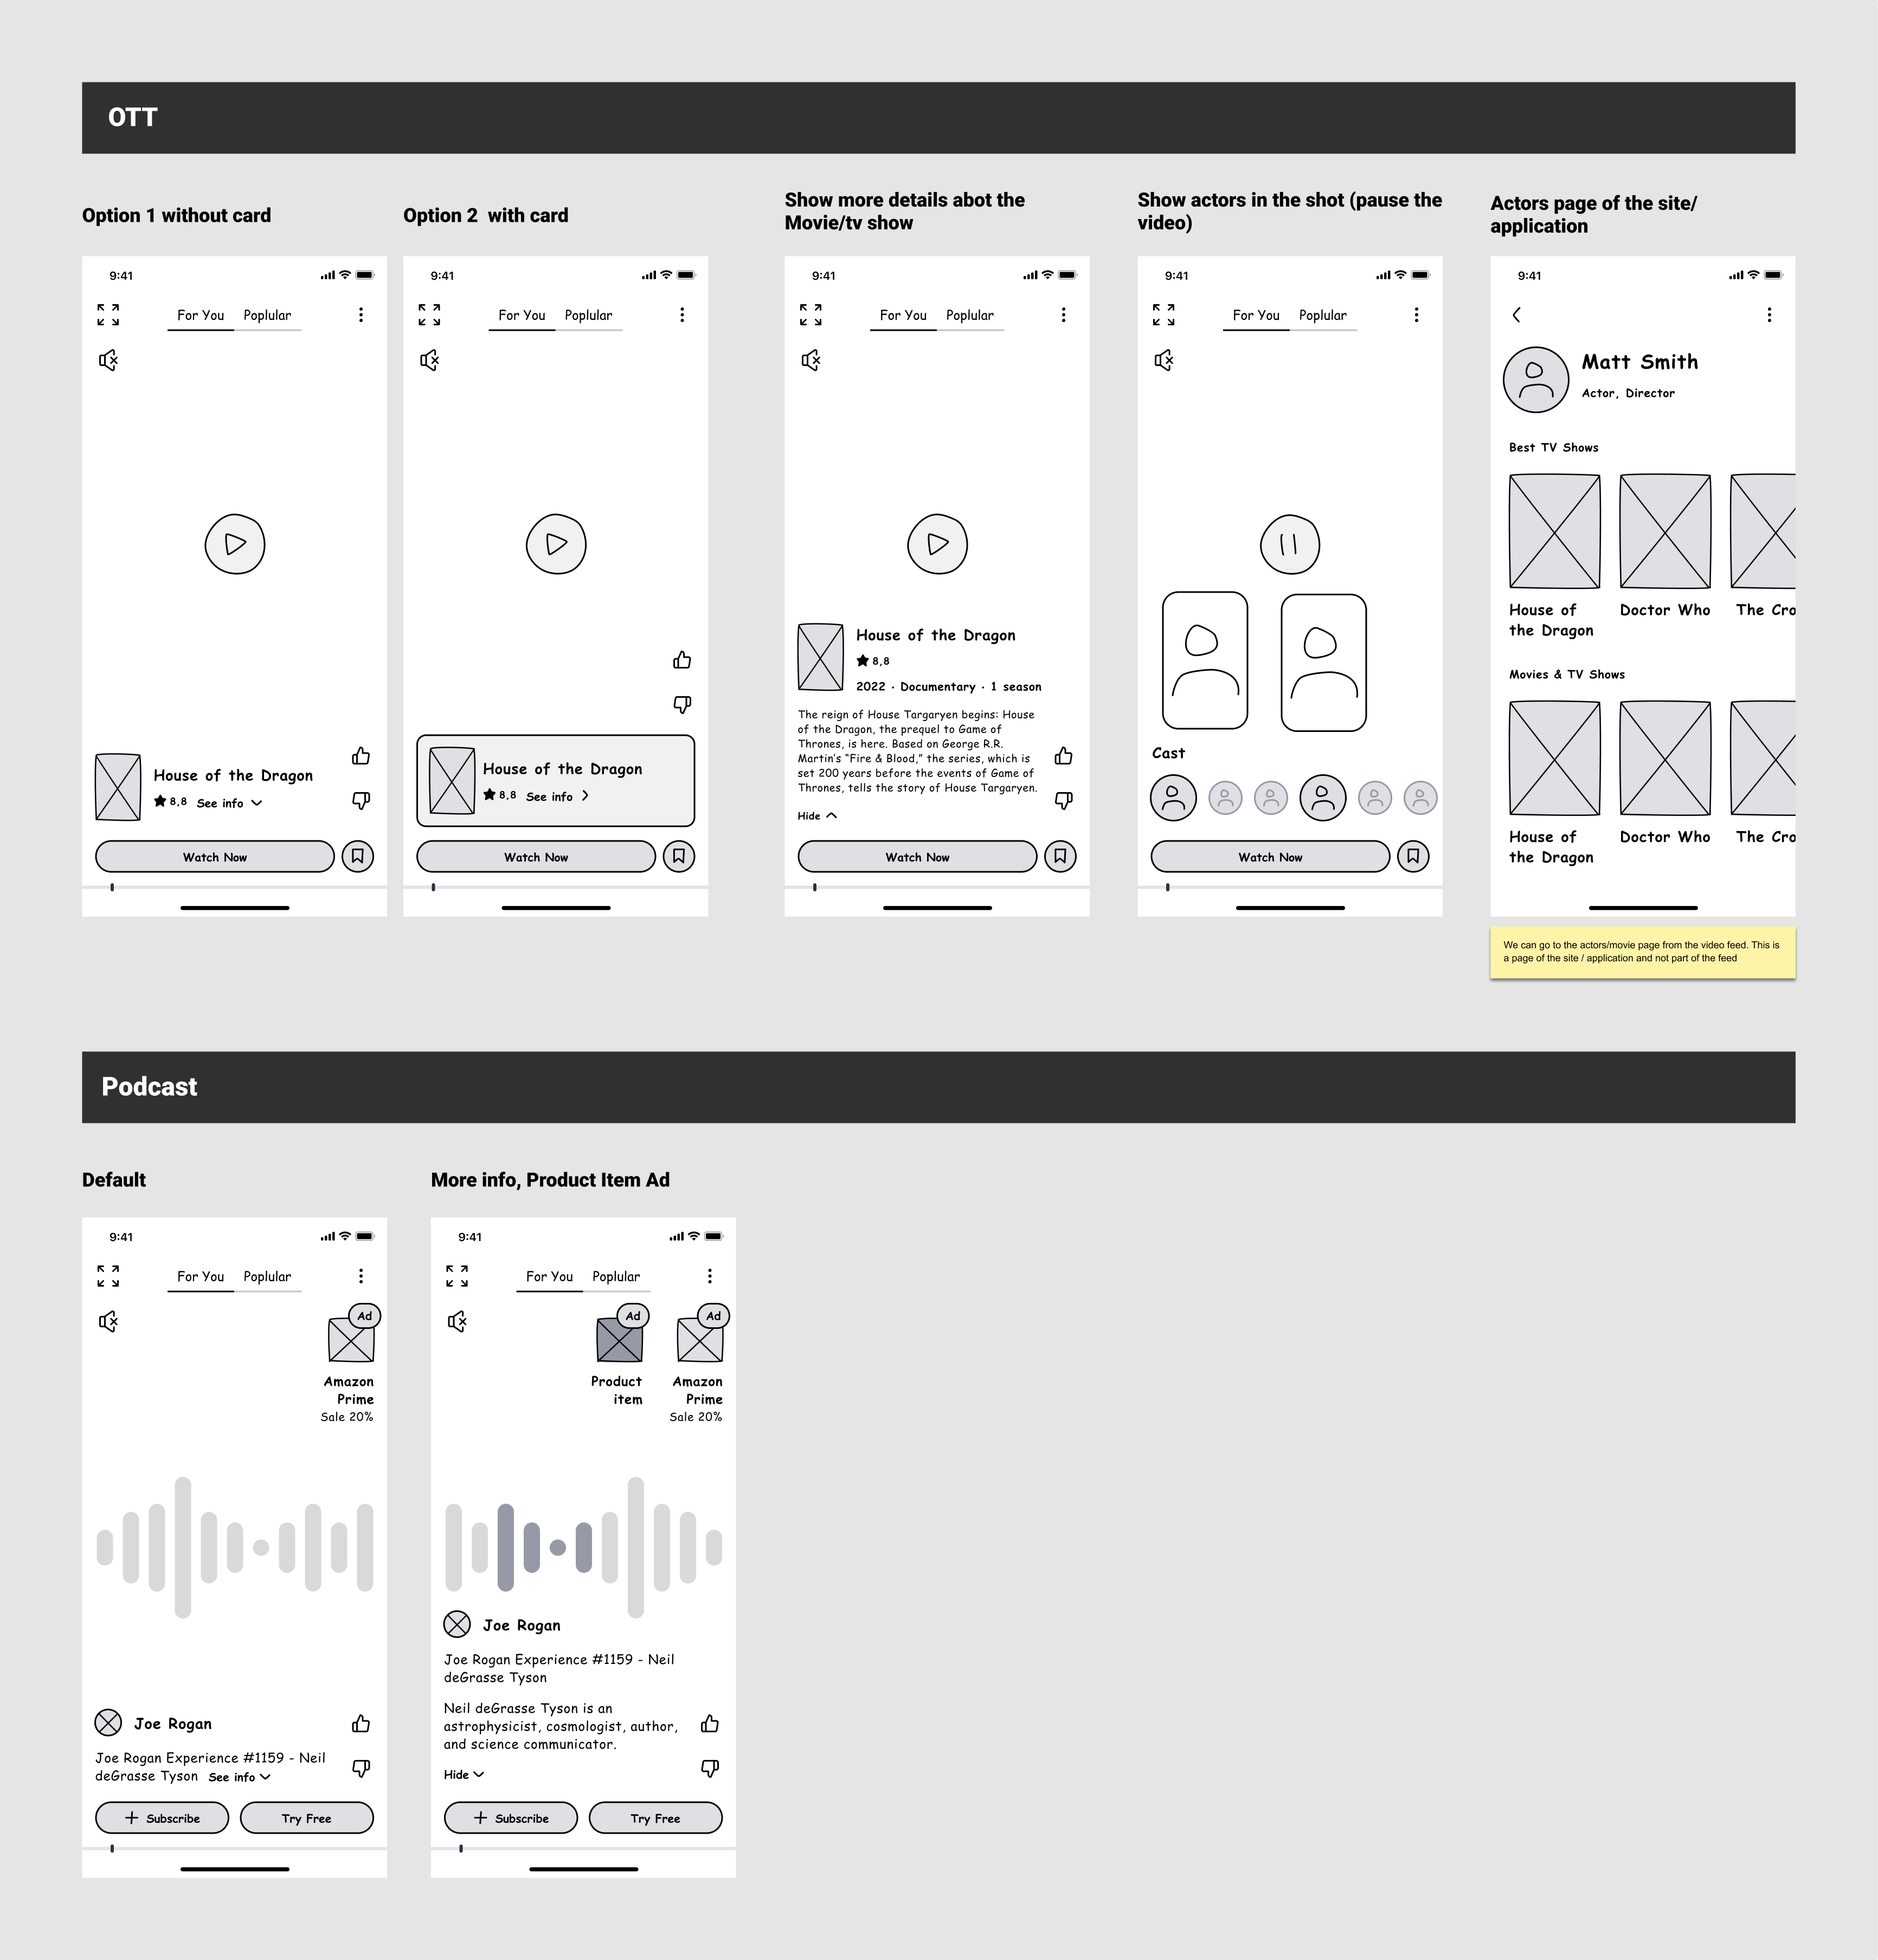 OTT
Option 1 without card
9:41
For You Poplular
House of the Dragon
8,8 See info
Watch Now
Option 2 with card
9:41
For You Poplular
House of the Dragon
8,8 See info
Watch Now
Show more details abot the
Movie/tv show
9:41
For You Poplular
House of the Dragon
8,8
2022 · Documentary · 1 season
The reign of House Targaryen begins: House
of the Dragon, the prequel to Game of
Thrones, is here. Based on George R.R.
Martin's "Fire & Blood," the series, which is
set 200 years before the events of Game of
Thrones, tells the story of House Targaryen.
Hide
Watch Now
Show actors in the shot (pause the
video)
9:41
For You Poplular
Cast
Watch Now
Actors page of the site/
application
9:41
Matt Smith
Actor, Director
Best TV Shows
House of
the Dragon
Doctor Who
The Cro
Movies & TV Shows
House of
the Dragon
Doctor Who
The Cro
We can go to the actors/movie page from the video feed. This is
a page of the site / application and not part of the feed
Podcast
Default
9:41
For You Poplular
Ad
Amazon
Prime
Sale 20%
Joe Rogan
Joe Rogan Experience #1159 - Neil
deGrasse Tyson See info
Subscribe
Try Free
More info, Product Item Ad
9:41
For You Poplular
Ad
Product
item
Ad
Amazon
Prime
Sale 20%
Joe Rogan
Joe Rogan Experience #1159 - Neil
deGrasse Tyson
Neil deGrasse Tyson is an
astrophysicist, cosmologist, author,
and science communicator.
Hide
Subscribe
Try Free